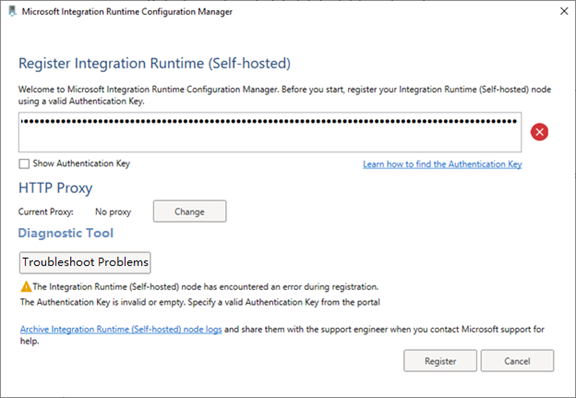 Microsoft Integration Runtime Configuration Manager
Register Integration Runtime (Self-hosted)
Welcome to Microsoft Integration Runtime Configuration Manager. Before you start, register your Integration Runtime (Self-hosted) node
using a valid Authentication Key.
Show Authentication Key
Learn how to find the Authentication Key
HTTP Proxy
Current Proxy: No proxy Change
Diagnostic Tool
Troubleshoot Problems
The Integration Runtime (Self-hosted) node has encountered an error during registration.
The Authentication Key is invalid or empty. Specify a valid Authentication Key from the portal
Archive Integration Runtime (Self-hosted) node logs and share them with the support engineer when you contact Microsoft support for
help.
Register Cancel